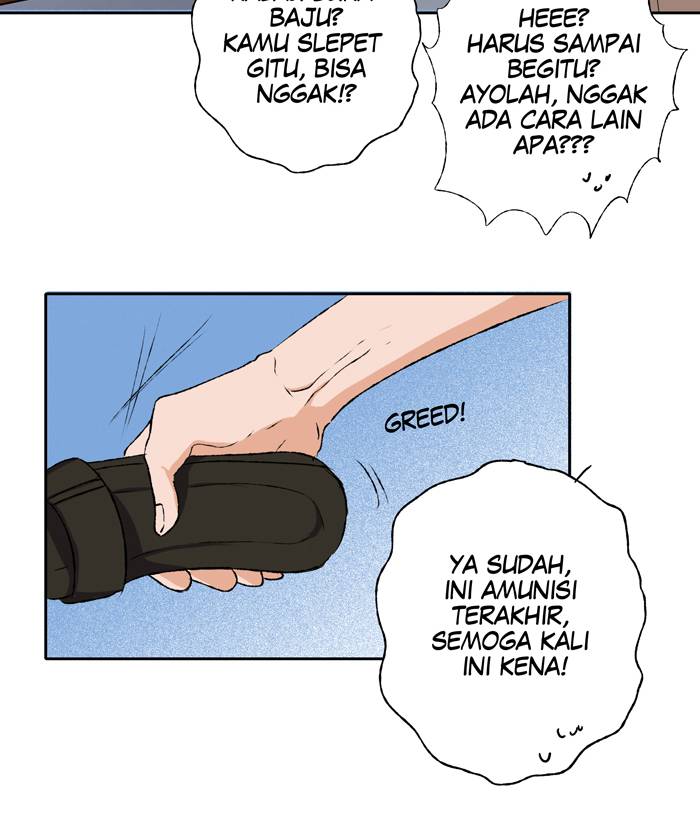 BAJU?
KAMU SLEPET
GITU, BISA
NGGAK!?
HEEE?
HARUS SAMPAI
BEGITU?
AYOLAH, NGGAK
ADA CARA LAIN
APA???
GREED!
YA SUDAH,
INI AMUNISI
TERAKHIR,
SEMOGA KALI
INI KENA!